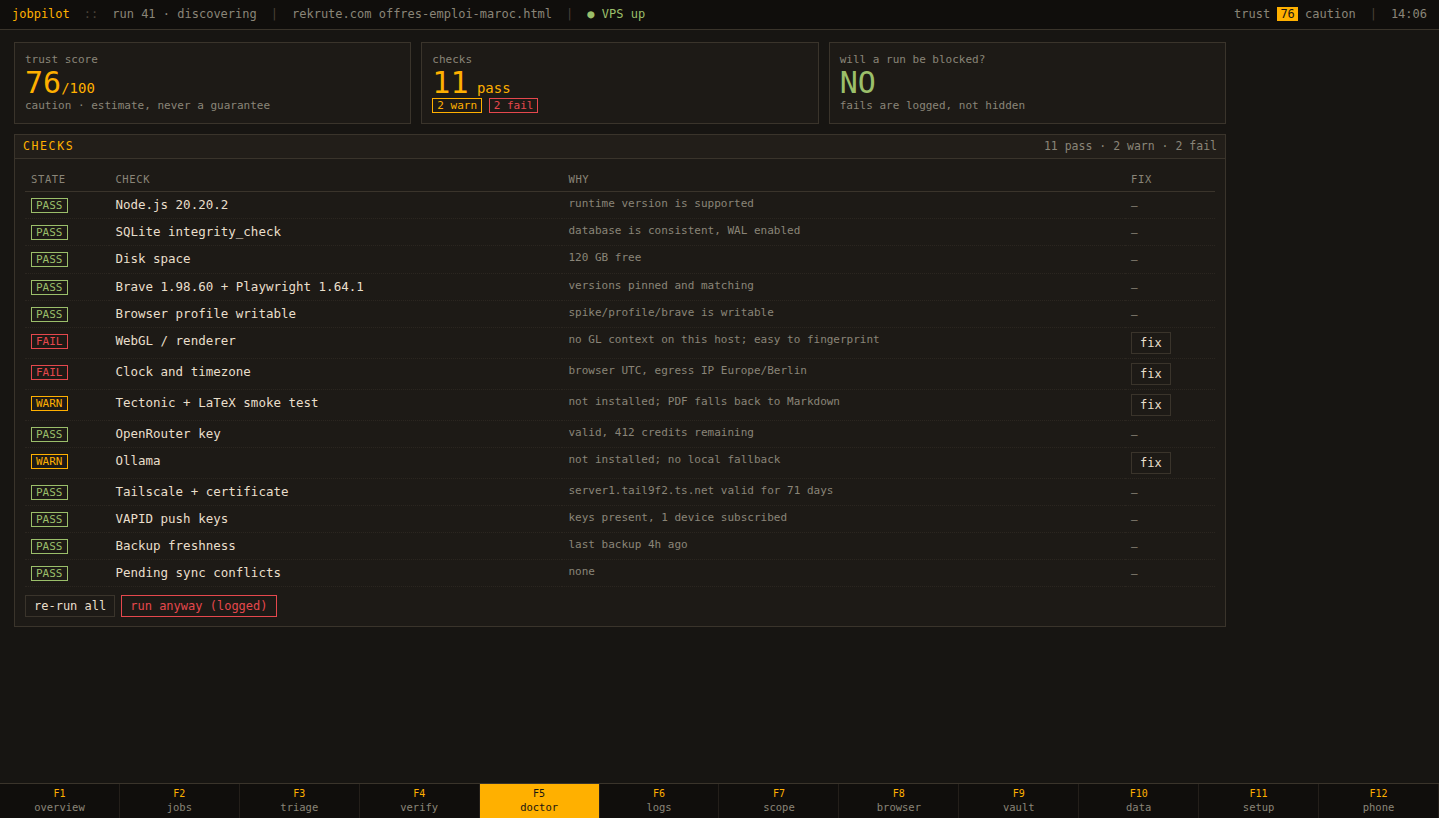 jobpilot :: run 41 · discovering | rekrute.com offres-emploi-maroc.html | ● VPS up trust 76 caution | 14:06
trust score
76/100
caution · estimate, never a guarantee
checks
11 pass
2 warn 2 fail
will a run be blocked?
NO
fails are logged, not hidden
CHECKS 11 pass · 2 warn · 2 fail
STATE CHECK WHY FIX
PASS Node.js 20.20.2 runtime version is supported —
PASS SQLite integrity_check database is consistent, WAL enabled —
PASS Disk space 120 GB free —
PASS Brave 1.98.60 + Playwright 1.64.1 versions pinned and matching —
PASS Browser profile writable spike/profile/brave is writable —
FAIL WebGL / renderer no GL context on this host; easy to fingerprint fix
FAIL Clock and timezone browser UTC, egress IP Europe/Berlin fix
WARN Tectonic + LaTeX smoke test not installed; PDF falls back to Markdown fix
PASS OpenRouter key valid, 412 credits remaining —
WARN Ollama not installed; no local fallback fix
PASS Tailscale + certificate server1.tail9f2.ts.net valid for 71 days —
PASS VAPID push keys keys present, 1 device subscribed —
PASS Backup freshness last backup 4h ago —
PASS Pending sync conflicts none —
re-run all run anyway (logged)
F1 F2 F3 F4 F5 F6 F7 F8 F9 F10 F11 F12
overview jobs triage verify doctor logs scope browser vault data setup phone